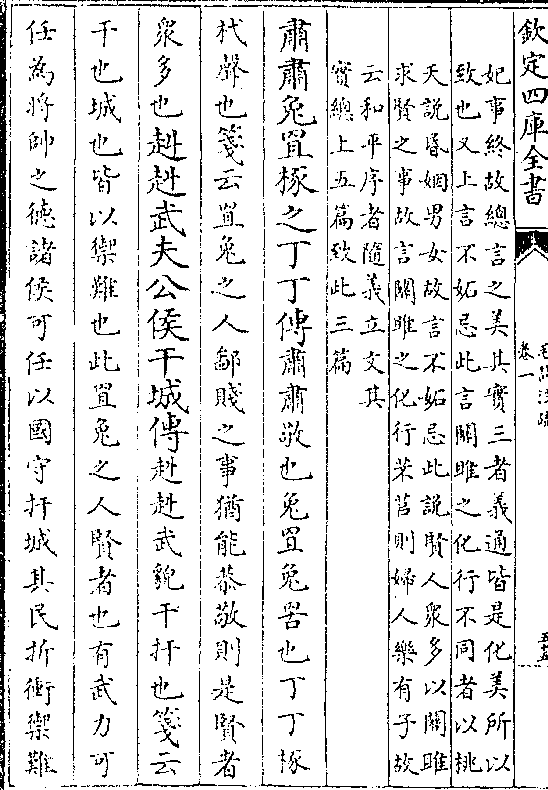 欽定四庫全書
毛詩注疏
卷一
妃事終故總言之美其實三者義通皆是化美所以
致也又上言不妬忌此言關雎之化行不同者以桃
天說昏姻男女故言不妬忌此說賢人衆多以關雎
求賢之事故言關雎之化行芣苢則婦人樂有子故
云和平序者隨義立文其
實總上五篇致此三篇
肅肅兔罝椓之丁丁傳肅肅敬也兔罝兔罟也丁丁椓
杙聲也箋云罝兔之人鄙賤之事猶能恭敬則是賢者
衆多也赳赳武夫公侯干城傳赳赳武貌干扞也箋云
干也城也皆以禦難也此罝兔之人賢者也有武力可
任為將帥之德諸侯可任以國守扞城其民折衝禦難